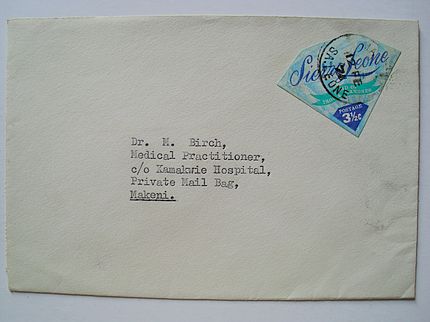 Sierra Leone
POSTAGE
3½c
Dr. M. Birch,
Medical Practitioner,
c/o Kamakwie Hospital,
Private Mail Bag,
Makeni.